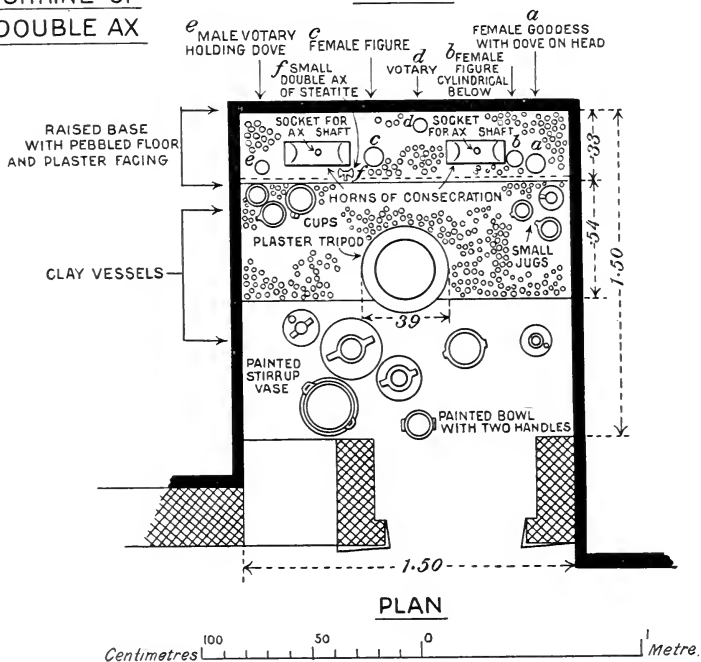 DOUBLE AX
e MALE VOTARY
HOLDING DOVE
c
FEMALE FIGURE
a
FEMALE GODDESS
WITH DOVE ON HEAD
f SMALL
DOUBLE AX
OF STEATITE
d
VOTARY
b FEMALE
FIGURE
CYLINDRICAL
BELOW
RAISED BASE
WITH PEBBLED FLOOR
AND PLASTER FACING
SOCKET FOR
AX SHAFT
d
SOCKET
FOR AX SHAFT
e
c
b
a
f
HORNS OF CONSECRATION
.33
CUPS
PLASTER TRIPOD
SMALL
JUGS
.54
1.50
CLAY VESSELS
39
PAINTED
STIRRUP
VASE
PAINTED BOWL
WITH TWO HANDLES
1.50
PLAN
Centimetres 100 50 0 1 Metre.